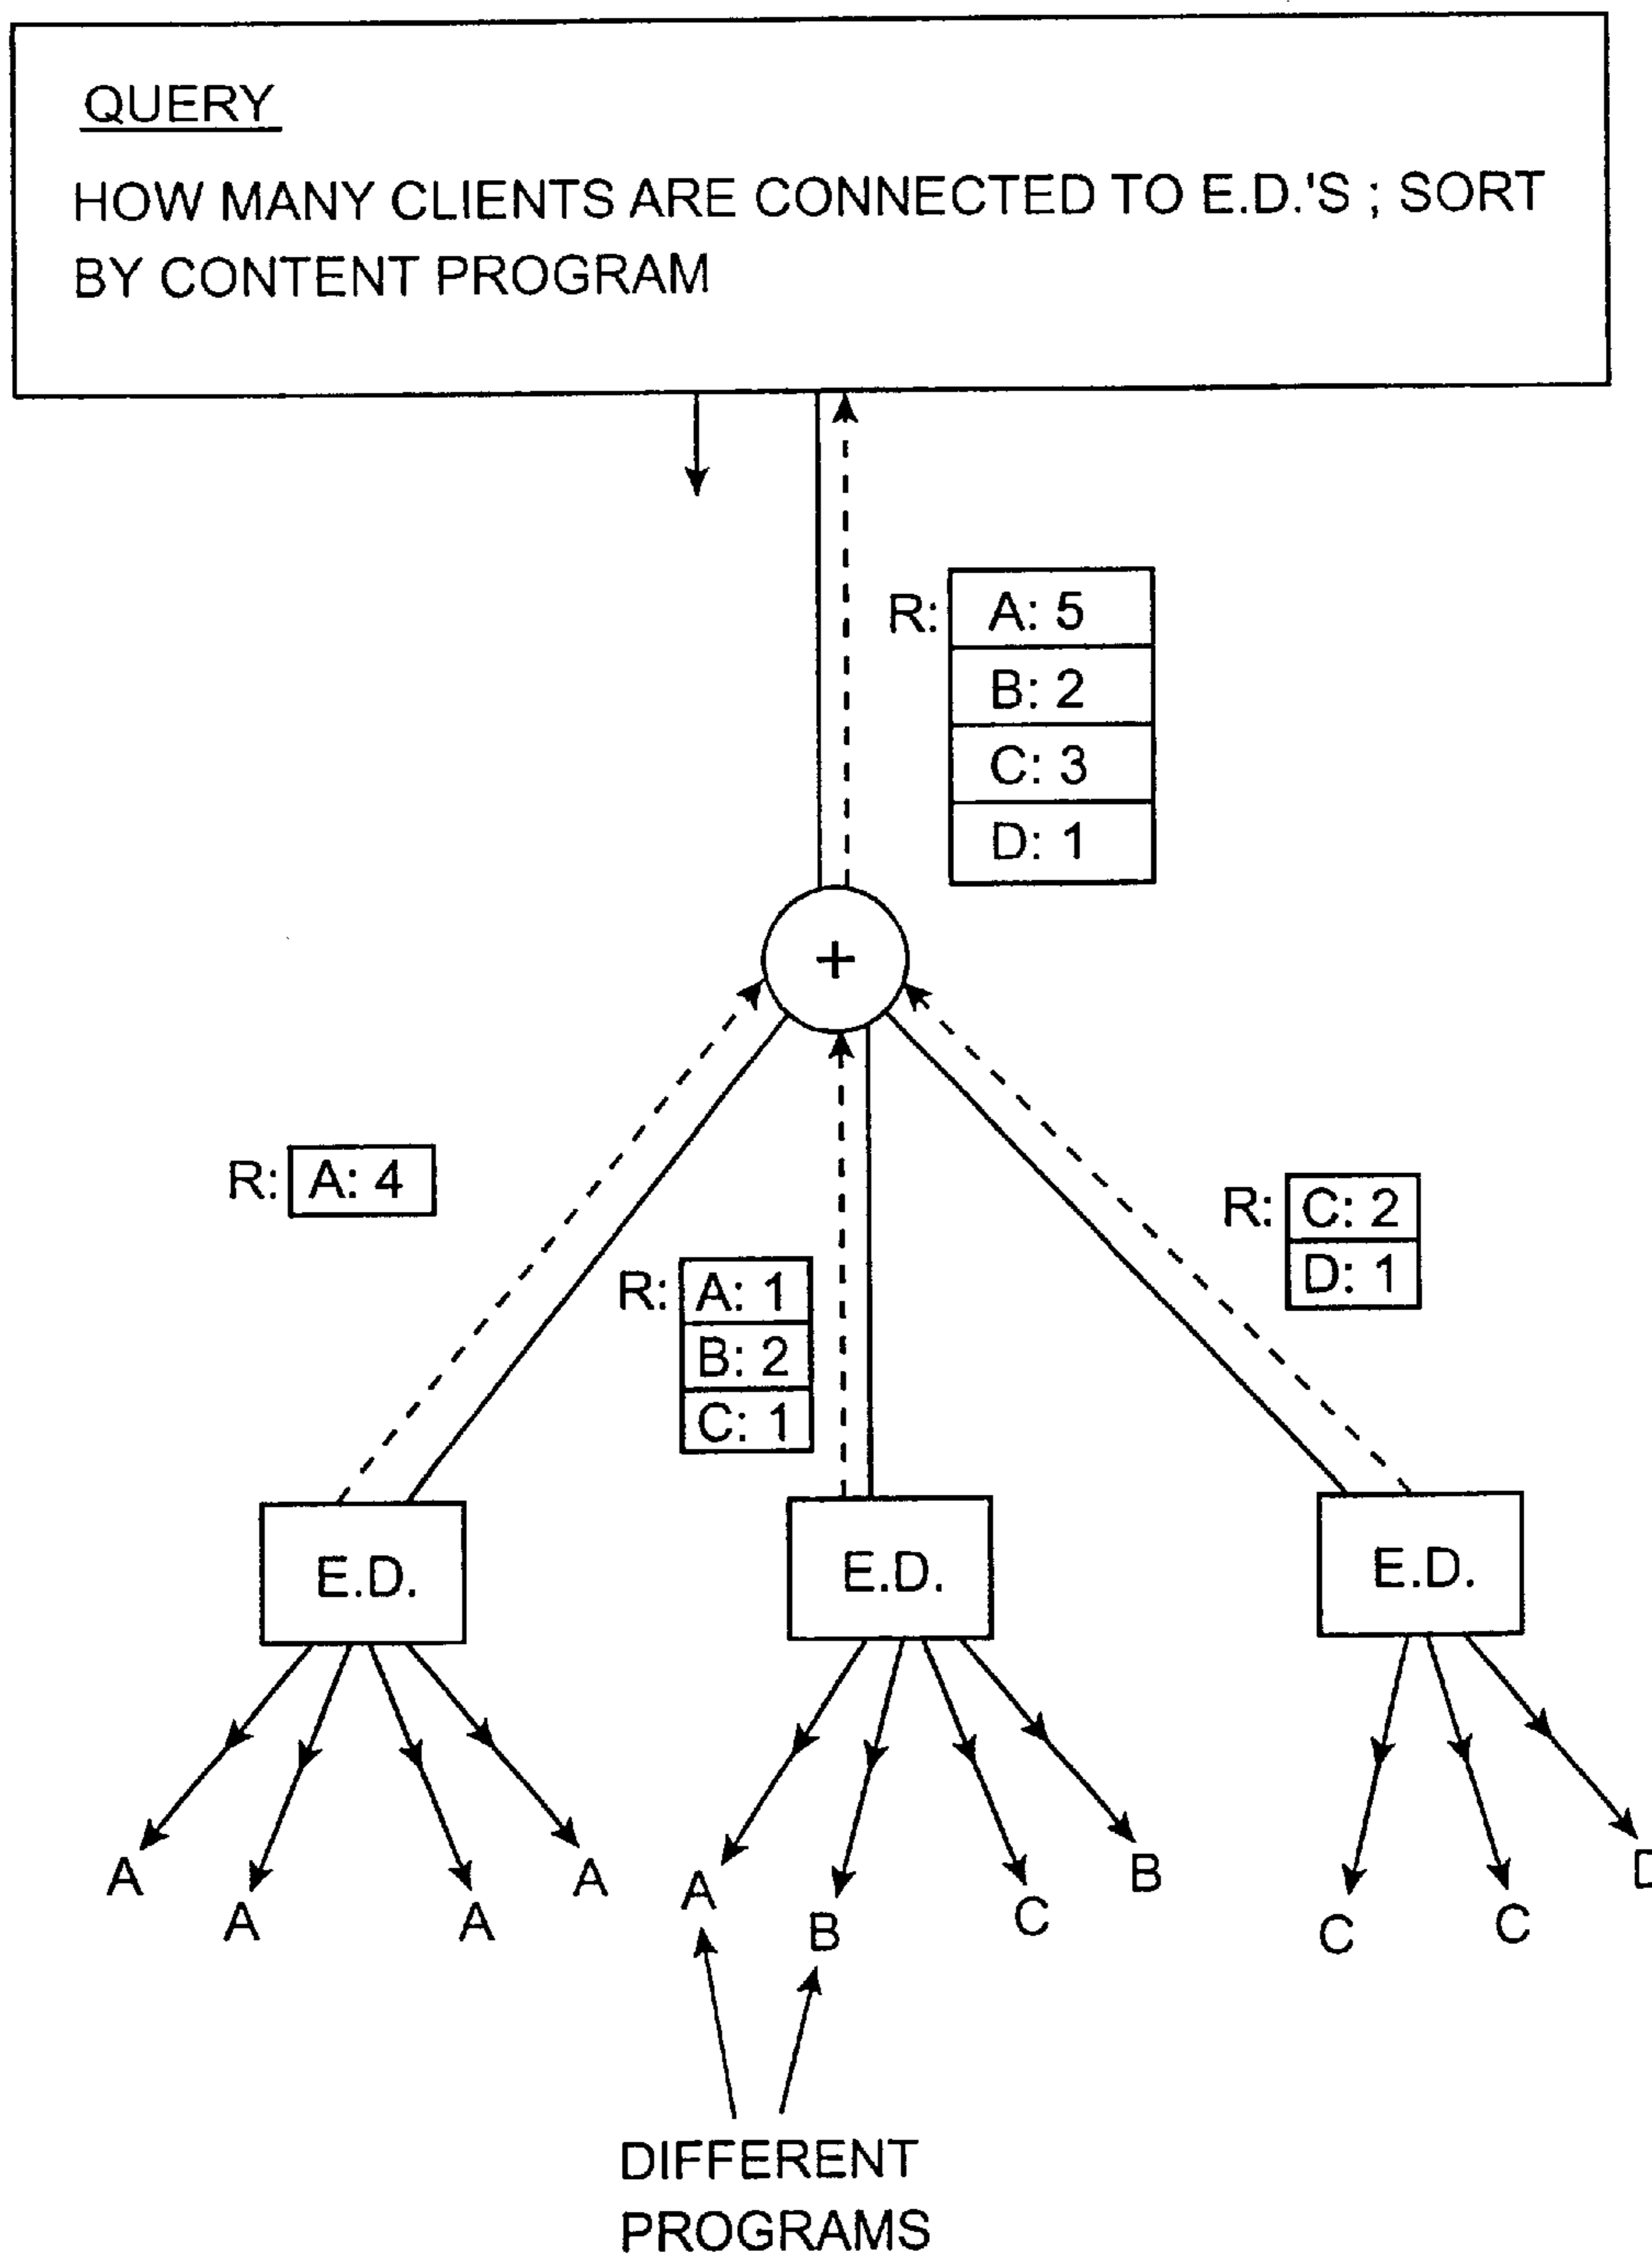 QUERY
HOW MANY CLIENTS ARE CONNECTED TO E.D.'S ; SORT
BY CONTENT PROGRAM
R: A: 5
B: 2
C: 3
D: 1
+
R: A: 4
R: A: 1
B: 2
C: 1
R: C: 2
D: 1
E.D. E.D. E.D.
A A A A A B C B C C D
DIFFERENT
PROGRAMS